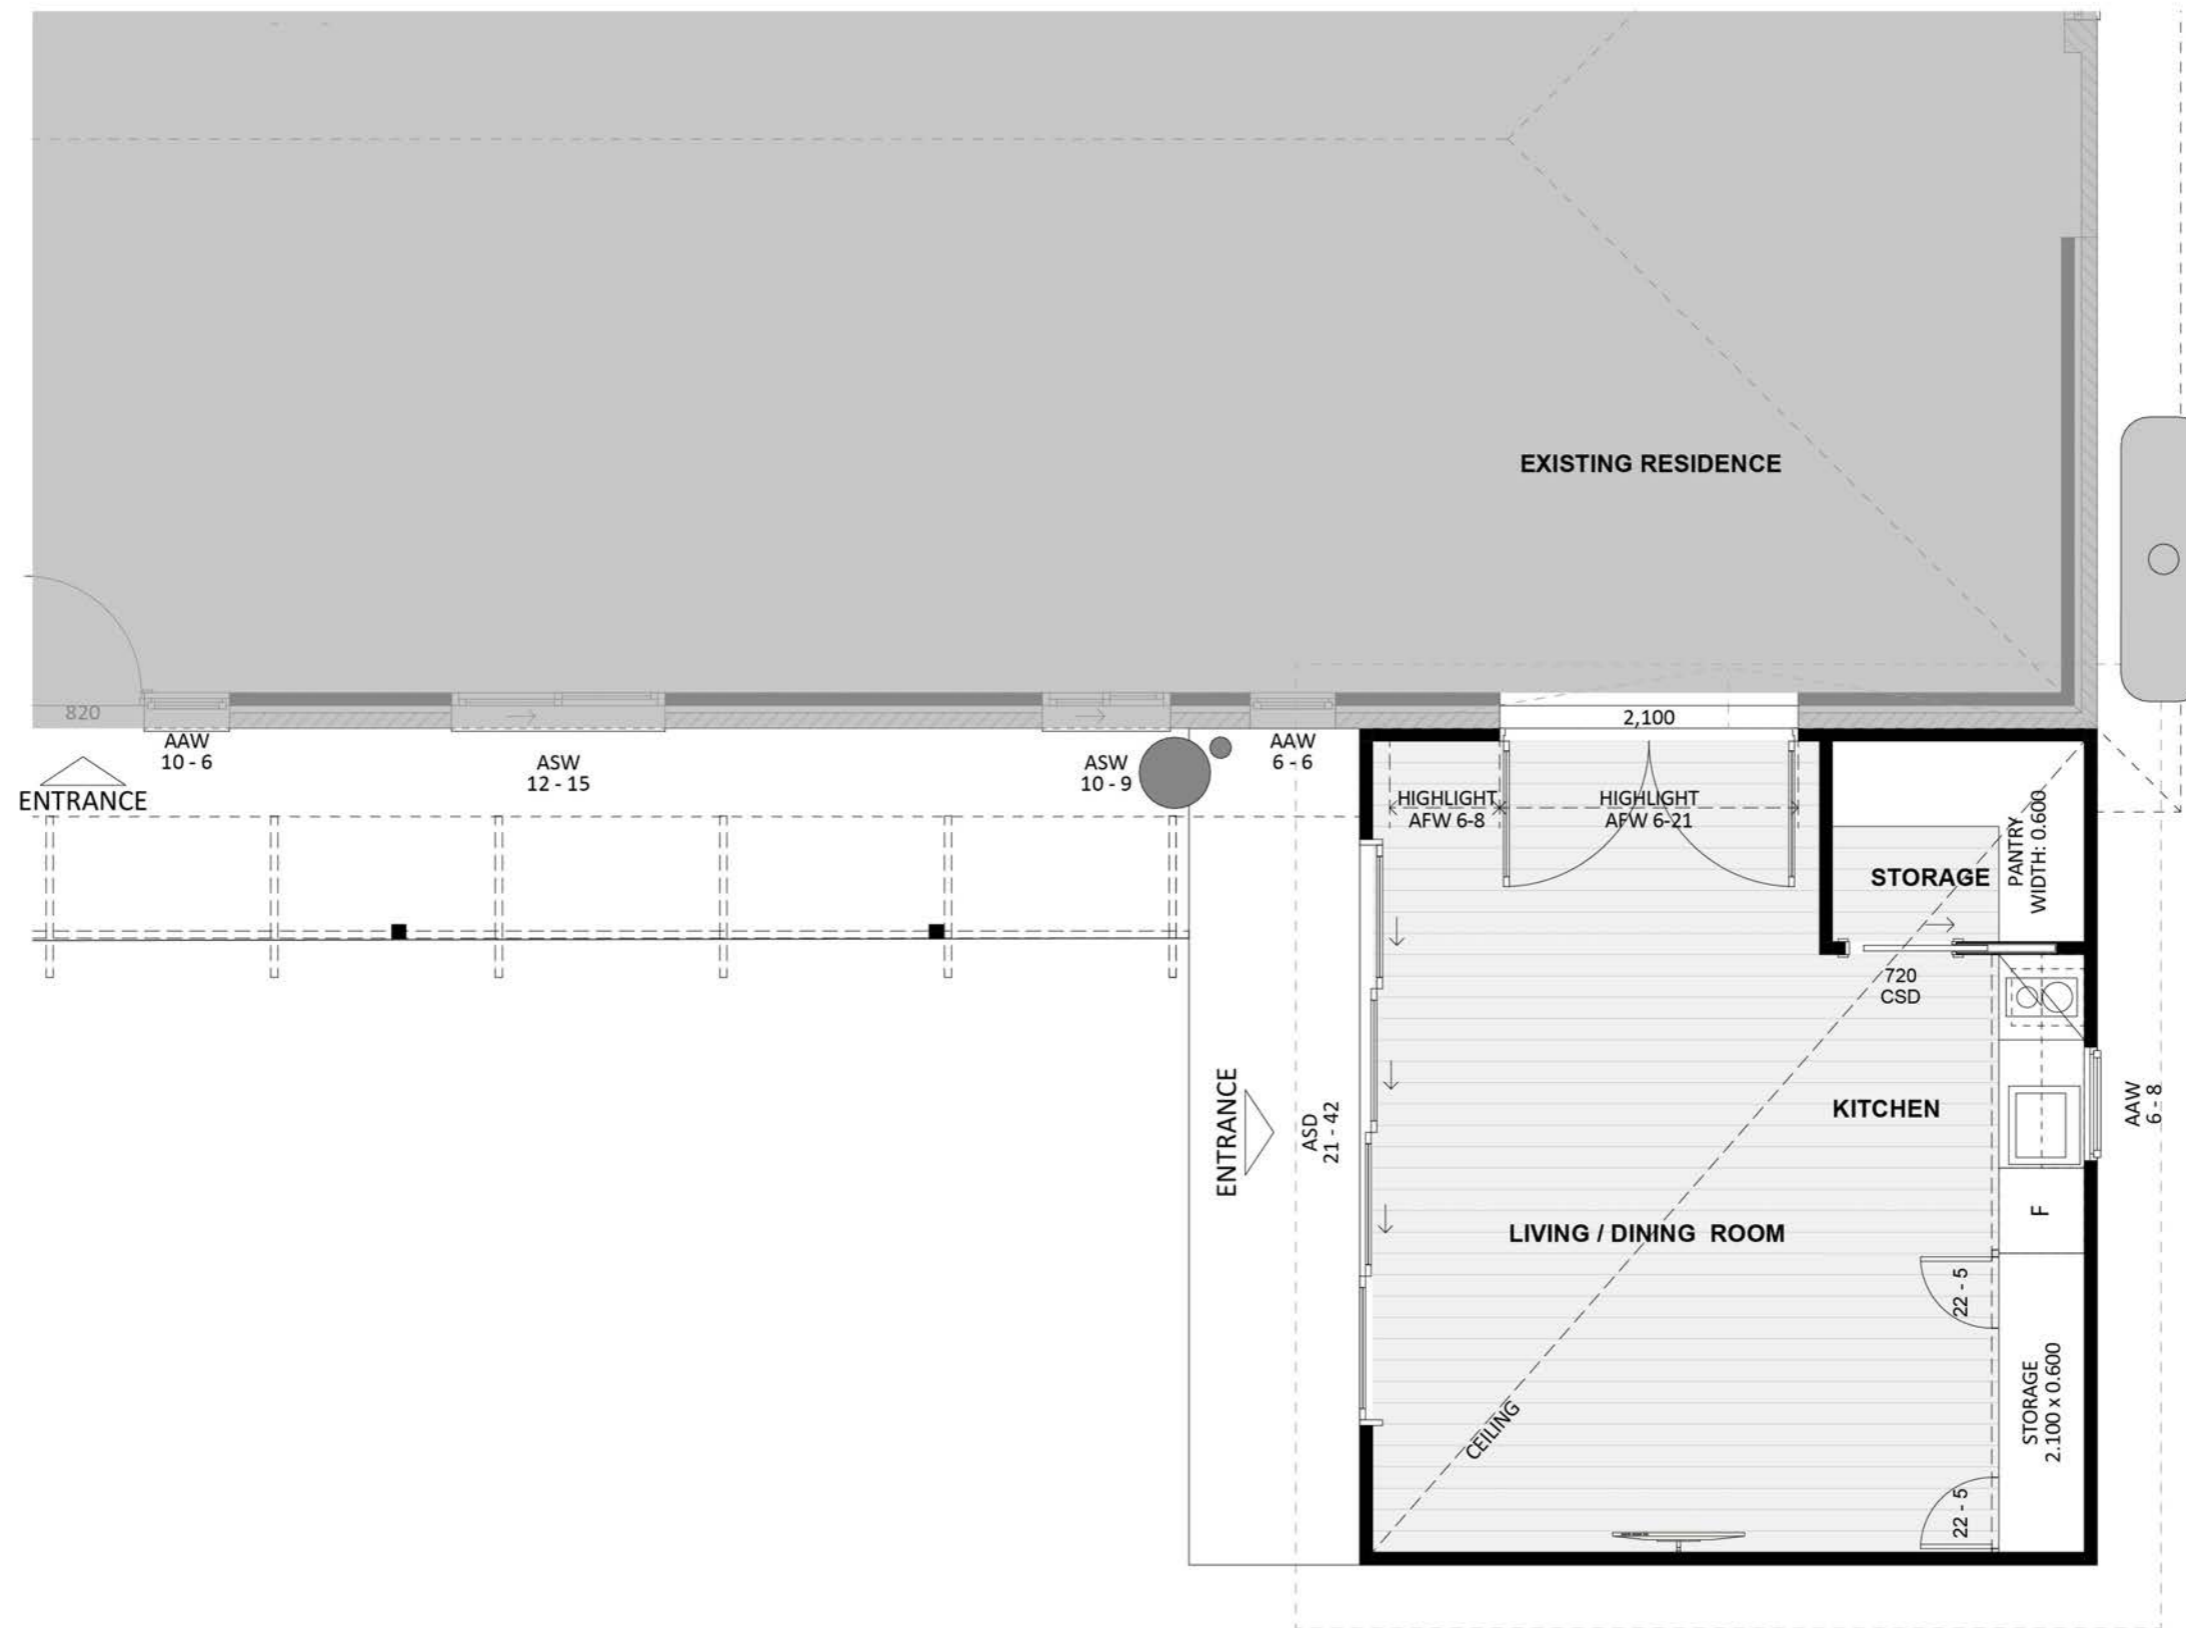 EXISTING RESIDENCE
820
2,100
AAW
10 - 6
ASW
12 - 15
ASW
10 - 9
AAW
6 - 6
ENTRANCE
HIGHLIGHT
AFW 6-8
HIGHLIGHT
AFW 6-21
PANTRY
WIDTH: 0.600
STORAGE
720
CSD
ENTRANCE
ASD
21 - 42
KITCHEN
AAW
6 - 8
F
LIVING / DINING ROOM
22 - 5
STORAGE
2.100 x 0.600
CEILING
22 - 5